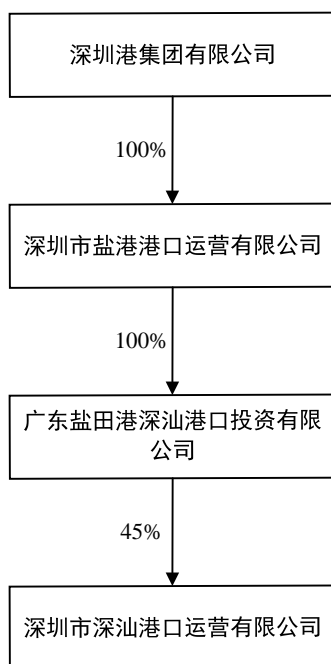 深圳港集团有限公司
100%
深圳市盐港港口运营有限公司
100%
广东盐田港深汕港口投资有限
公司
45%
深圳市深汕港口运营有限公司